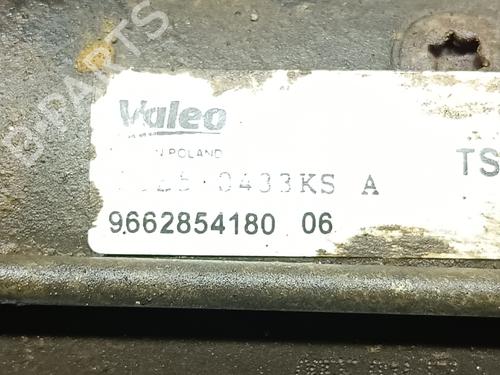 Valeo
POLAND
TS
0433KS A
9662854180 06
D-PARTS